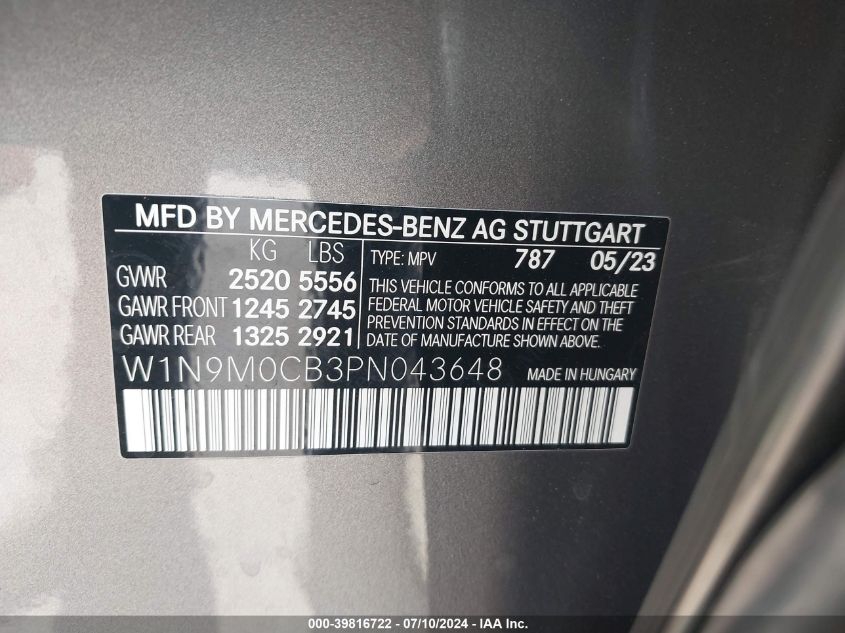 MFD BY MERCEDES-BENZ AG STUTTGART
KG LBS
GVWR 2520 5556
GAWR FRONT 1245 2745
GAWR REAR 1325 2921
TYPE: MPV 787 05/23
THIS VEHICLE CONFORMS TO ALL APPLICABLE
FEDERAL MOTOR VEHICLE SAFETY AND THEFT
PREVENTION STANDARDS IN EFFECT ON THE
DATE OF MANUFACTURE SHOWN ABOVE.
W1N9M0CB3PN043648 MADE IN HUNGARY
000-39816722 - 07/10/2024 - IAA Inc.